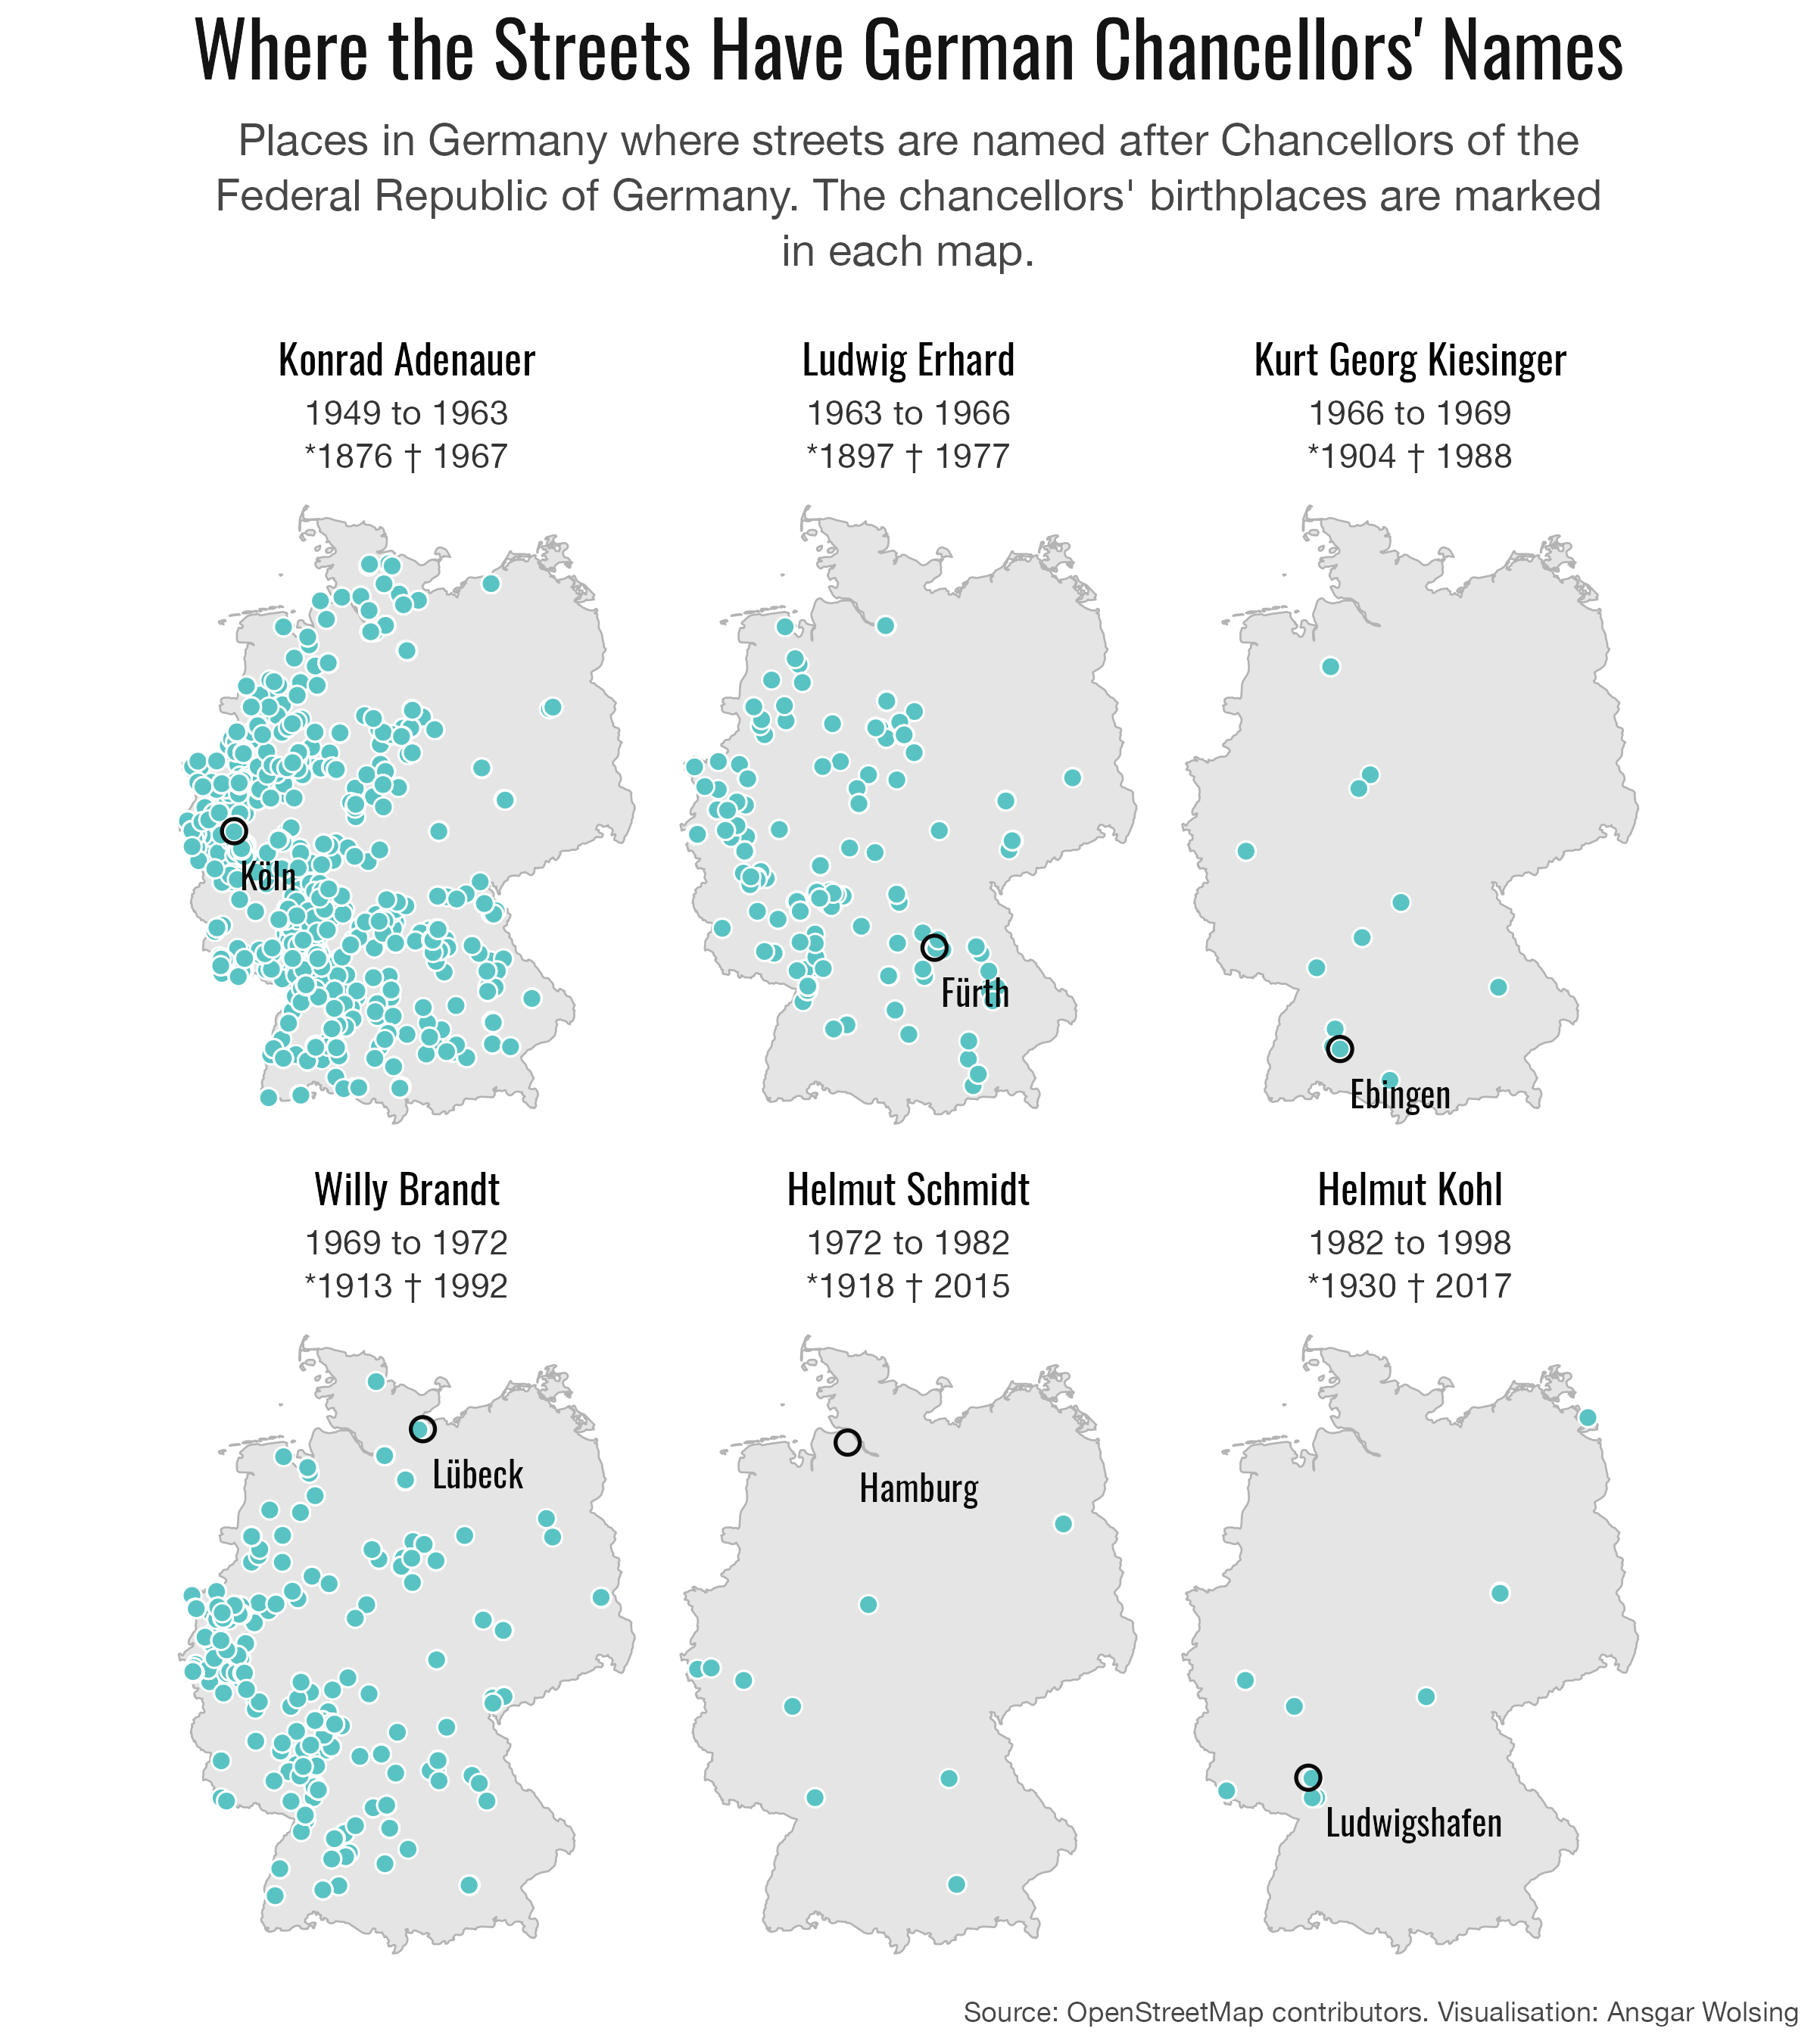 Where the Streets Have German Chancellors' Names
Places in Germany where streets are named after Chancellors of the
Federal Republic of Germany. The chancellors' birthplaces are marked
in each map.
Konrad Adenauer
1949 to 1963
*1876 † 1967
Köln
Ludwig Erhard
1963 to 1966
*1897 † 1977
Fürth
Kurt Georg Kiesinger
1966 to 1969
*1904 † 1988
Ebingen
Willy Brandt
1969 to 1972
*1913 † 1992
Lübeck
Helmut Schmidt
1972 to 1982
*1918 † 2015
Hamburg
Helmut Kohl
1982 to 1998
*1930 † 2017
Ludwigshafen
Source: OpenStreetMap contributors. Visualisation: Ansgar Wolsing